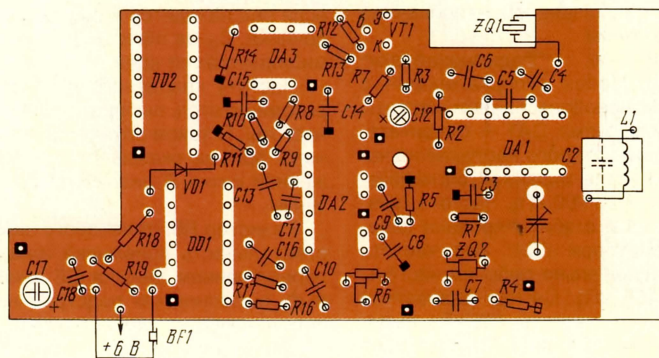 R12
б
Э
VT1
К
ZQ1
R14
DA3
R13
C6
C4
DD2
C15
R7
R3
C5
L1
R10
R8
C14
×
C12
R2
R11
R9
DA1
C2
VD1
C13
C11
DA2
C9
R5
C3
R1
R18
DD1
C16
C8
ZQ2
C17
C18
R19
C10
R17
R6
C7
R4
R16
+
+6 В
BF1